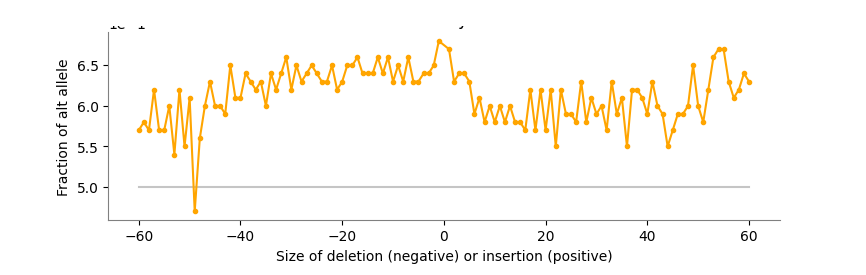 6.5
6.0
5.5
5.0
Fraction of alt allele
−60 −40 −20 0 20 40 60
Size of deletion (negative) or insertion (positive)